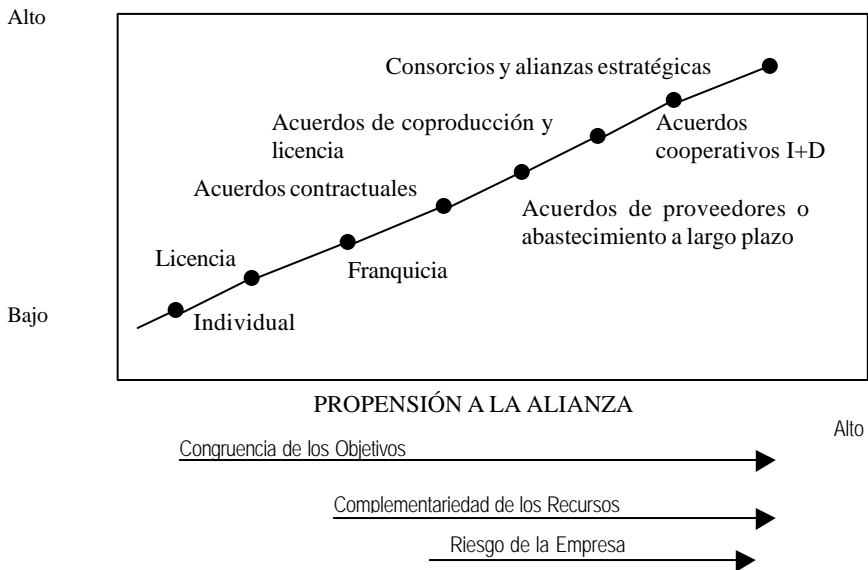 Alto
Consorcios y alianzas estratégicas
Acuerdos de coproducción y
licencia
Acuerdos
cooperativos I+D
Acuerdos contractuales
Acuerdos de proveedores o
abastecimiento a largo plazo
Licencia
Franquicia
Bajo
Individual
PROPENSIÓN A LA ALIANZA
Alto
Congruencia de los Objetivos
Complementariedad de los Recursos
Riesgo de la Empresa